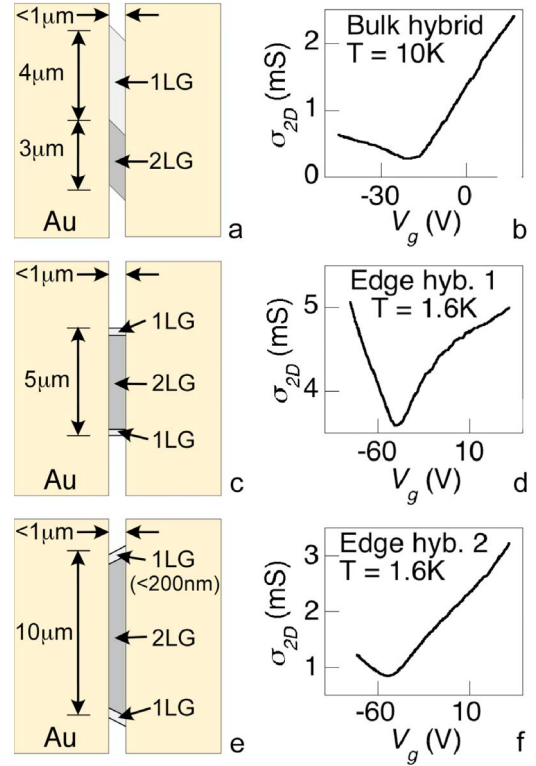 <1μm
4μm
1LG
3μm
2LG
Au
a
Bulk hybrid
T = 10K
2
1
0
σ2D (mS)
-30
0
Vg (V)
b
<1μm
1LG
5μm
2LG
1LG
Au
c
Edge hyb. 1
T = 1.6K
5
4
σ2D (mS)
-60
10
Vg (V)
d
<1μm
1LG
(<200nm)
10μm
2LG
1LG
Au
e
Edge hyb. 2
T = 1.6K
3
2
1
σ2D (mS)
-60
10
Vg (V)
f